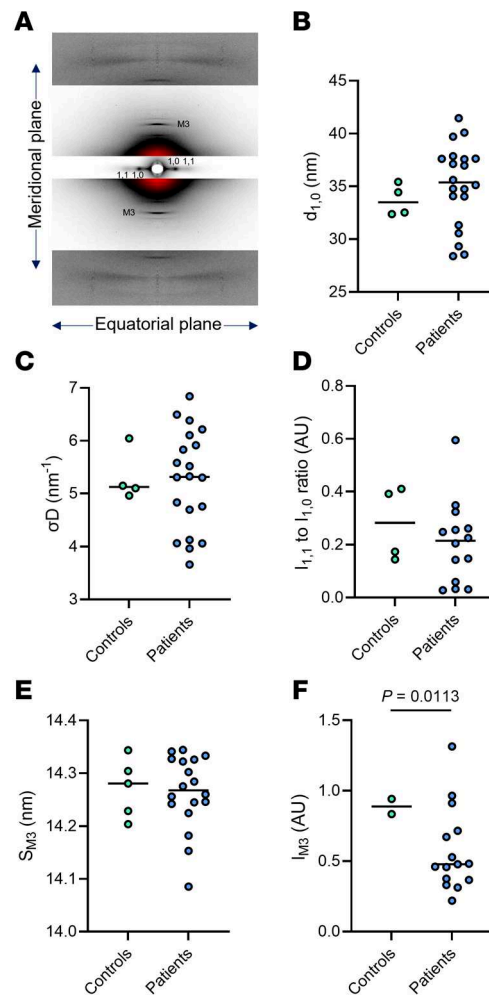 A
Meridional plane
M3
1,0 1,1
1,1 1,0
M3
Equatorial plane
B
d1,0 (nm)
45
40
35
30
25
Controls
Patients
C
σD (nm-1)
7
6
5
4
3
Controls
Patients
D
I1,1 to I1,0 ratio (AU)
0.8
0.6
0.4
0.2
0.0
Controls
Patients
E
SM3 (nm)
14.4
14.3
14.2
14.1
14.0
Controls
Patients
F
P = 0.0113
IM3 (AU)
1.5
1.0
0.5
0.0
Controls
Patients